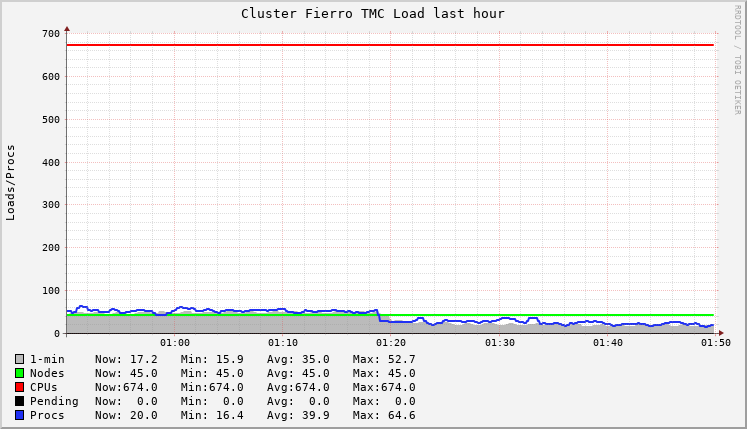 Cluster Fierro TMC Load last hour
RRDTOOL / TOBI OETIKER
Loads/Procs
700
600
500
400
300
200
100
0
01:00 01:10 01:20 01:30 01:40 01:50
1-min Now: 17.2 Min: 15.9 Avg: 35.0 Max: 52.7
Nodes Now: 45.0 Min: 45.0 Avg: 45.0 Max: 45.0
CPUs Now:674.0 Min:674.0 Avg:674.0 Max:674.0
Pending Now: 0.0 Min: 0.0 Avg: 0.0 Max: 0.0
Procs Now: 20.0 Min: 16.4 Avg: 39.9 Max: 64.6